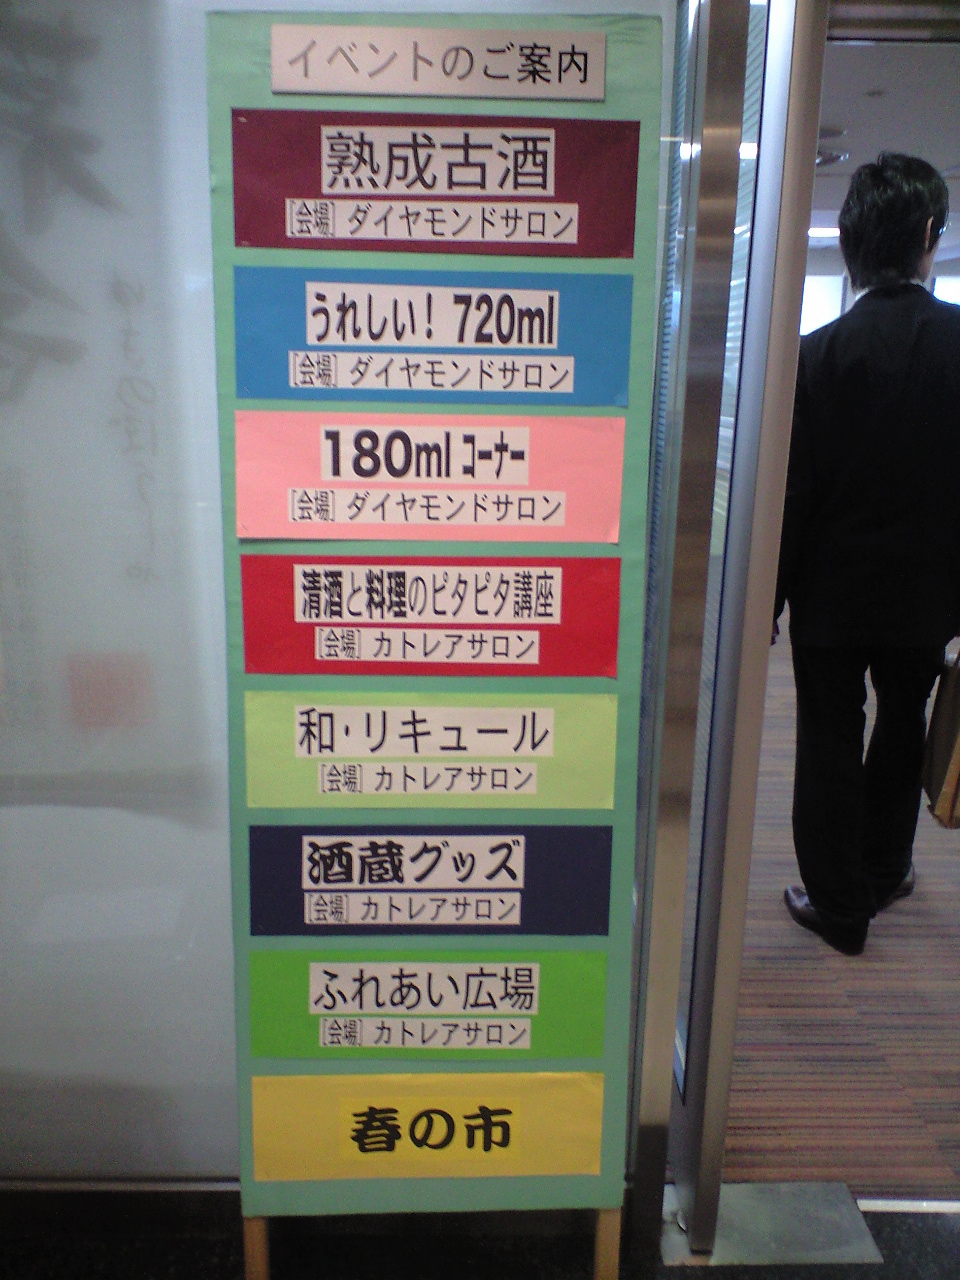 イベントのご案内
熟成古酒
[会場] ダイヤモンドサロン
うれしい! 720ml
[会場] ダイヤモンドサロン
180ml コーナー
[会場] ダイヤモンドサロン
清酒と料理のピタピタ講座
[会場] カトレアサロン
和・リキュール
[会場] カトレアサロン
酒蔵グッズ
[会場] カトレアサロン
ふれあい広場
[会場] カトレアサロン
春の市